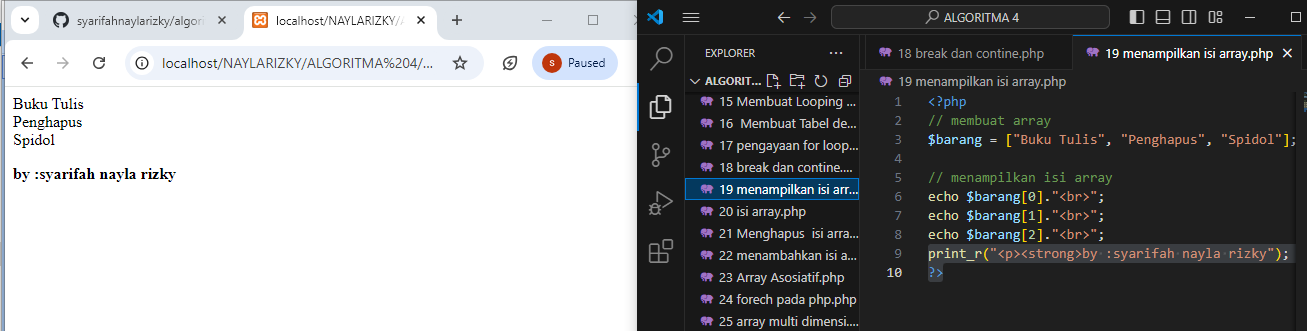 syarifahnaylarizky/algori
localhost/NAYLARIZKY/A
localhost/NAYLARIZKY/ALGORITMA%204/...
S Paused
Buku Tulis
Penghapus
Spidol
by :syarifah nayla rizky
ALGORITMA 4
EXPLORER
ALGORIT...
15 Membuat Looping ...
16 Membuat Tabel de...
17 pengayaan for loop...
18 break dan contine....
19 menampilkan isi arr...
20 isi array.php
21 Menghapus isi arra...
22 menambahkan isi a...
23 Array Asosiatif.php
24 forech pada php.php
25 array multi dimensi....
18 break dan contine.php
19 menampilkan isi array.php
19 menampilkan isi array.php
1 <?php
2 // membuat array
3 $barang = ["Buku Tulis", "Penghapus", "Spidol"];
4
5 // menampilkan isi array
6 echo $barang[0]."<br>";
7 echo $barang[1]."<br>";
8 echo $barang[2]."<br>";
9 print_r("<p><strong>by :syarifah nayla rizky");
10 ?>